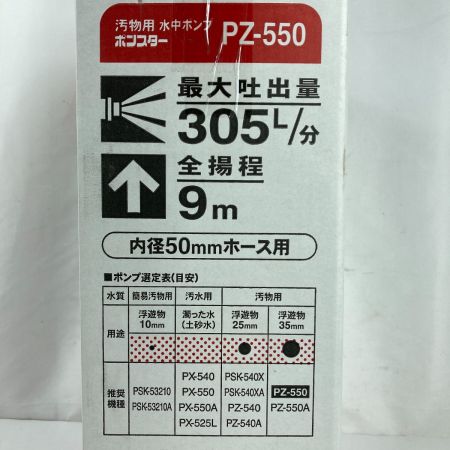 汚物用 水中ポンプ
ポンスター PZ-550
最大吐出量
305L/分
全揚程
9m
内径50mmホース用
■ポンプ選定表(目安)
水質 簡易汚物用 汚水用 汚物用
用途 浮遊物 10mm 濁った水 (土砂水) 浮遊物 25mm 浮遊物 35mm
推奨機種
PSK-53210
PSK-53210A
PX-540
PX-550
PX-550A
PX-525L
PSK-540X
PSK-540XA
PZ-540
PZ-540A
PZ-550
PZ-550A